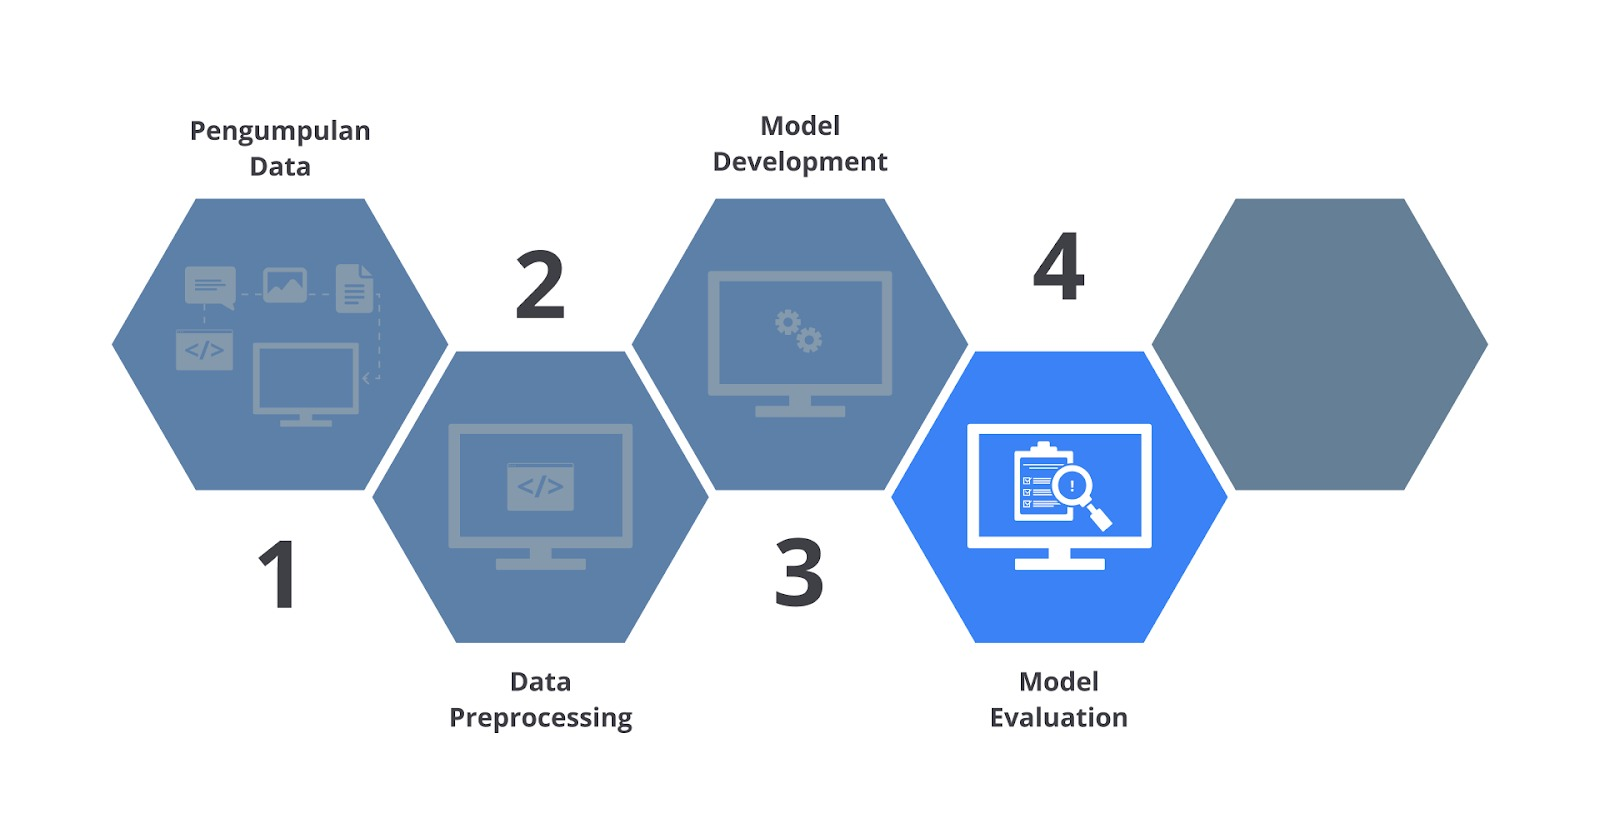 Pengumpulan
Data
1
2
Data
Preprocessing
Model
Development
3
4
Model
Evaluation
</>
</>
!